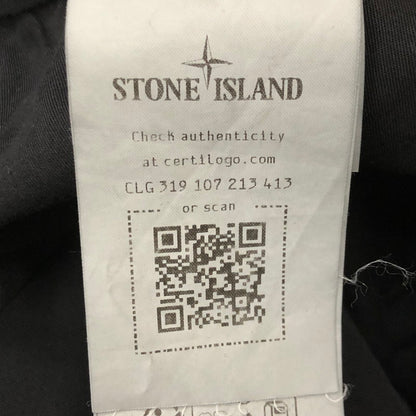 STONE ISLAND
Check authenticity
at certilogo.com
CLG 319 107 213 413
or scan